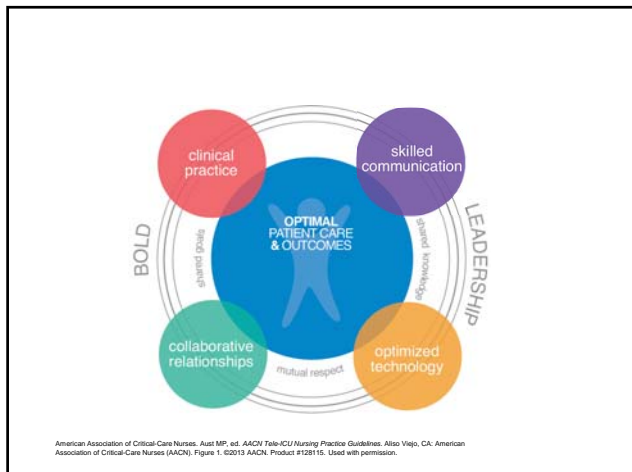 clinical
practice
skilled
communication
OPTIMAL
PATIENT CARE
& OUTCOMES
BOLD
LEADERSHIP
shared goals
shared knowledge
collaborative
relationships
optimized
technology
mutual respect
American Association of Critical-Care Nurses. Aust MP, ed. AACN Tele-ICU Nursing Practice Guidelines. Aliso Viejo, CA: American
Association of Critical-Care Nurses (AACN). Figure 1. ©2013 AACN. Product #128115. Used with permission.